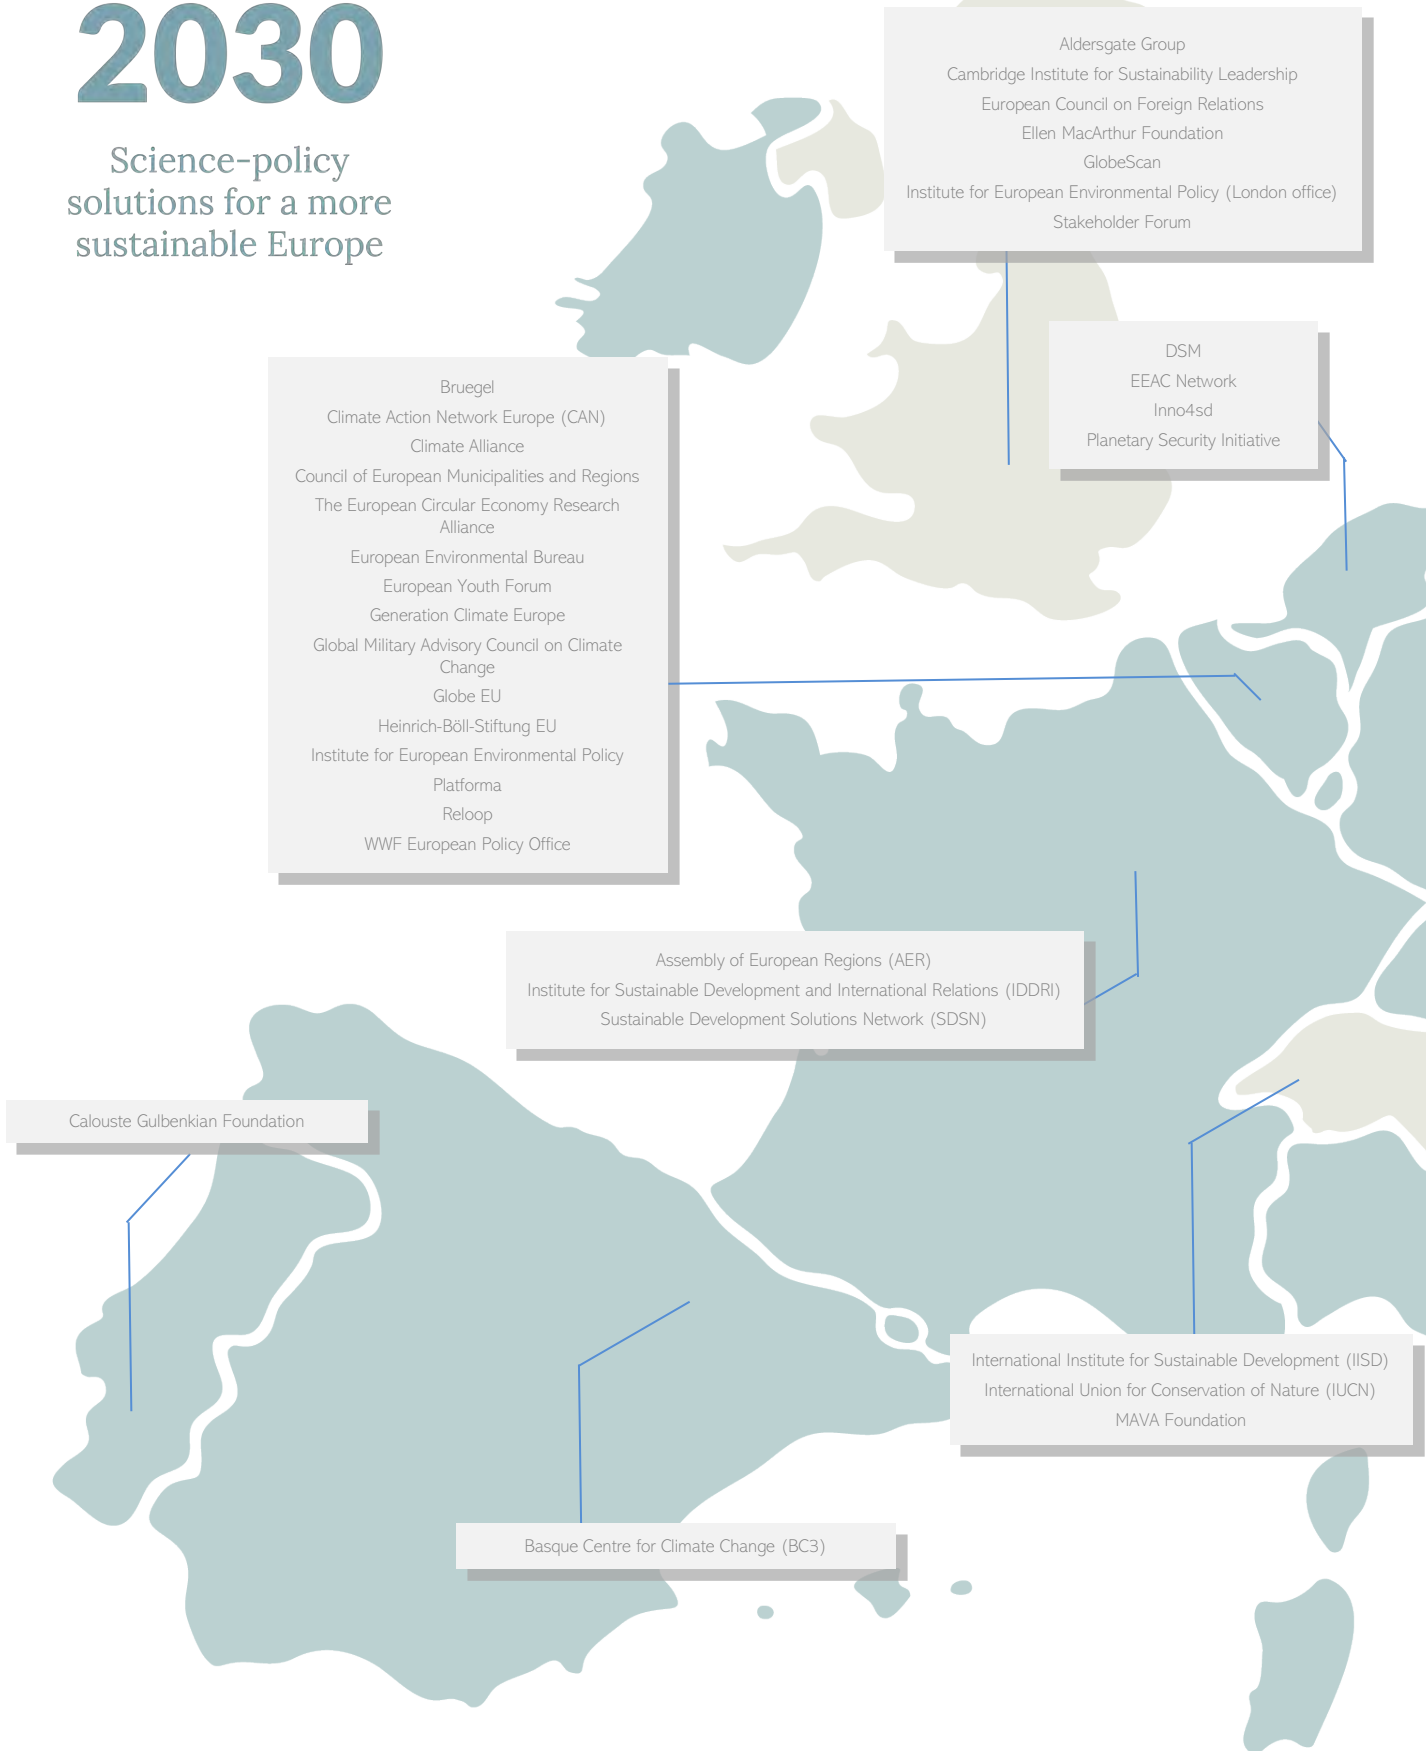 2030
Science-policy
solutions for a more
sustainable Europe
Aldersgate Group
Cambridge Institute for Sustainability Leadership
European Council on Foreign Relations
Ellen MacArthur Foundation
GlobeScan
Institute for European Environmental Policy (London office)
Stakeholder Forum
DSM
EEAC Network
Inno4sd
Planetary Security Initiative
Bruegel
Climate Action Network Europe (CAN)
Climate Alliance
Council of European Municipalities and Regions
The European Circular Economy Research
Alliance
European Environmental Bureau
European Youth Forum
Generation Climate Europe
Global Military Advisory Council on Climate
Change
Globe EU
Heinrich-Böll-Stiftung EU
Institute for European Environmental Policy
Platforma
Reloop
WWF European Policy Office
Assembly of European Regions (AER)
Institute for Sustainable Development and International Relations (IDDRI)
Sustainable Development Solutions Network (SDSN)
Calouste Gulbenkian Foundation
International Institute for Sustainable Development (IISD)
International Union for Conservation of Nature (IUCN)
MAVA Foundation
Basque Centre for Climate Change (BC3)